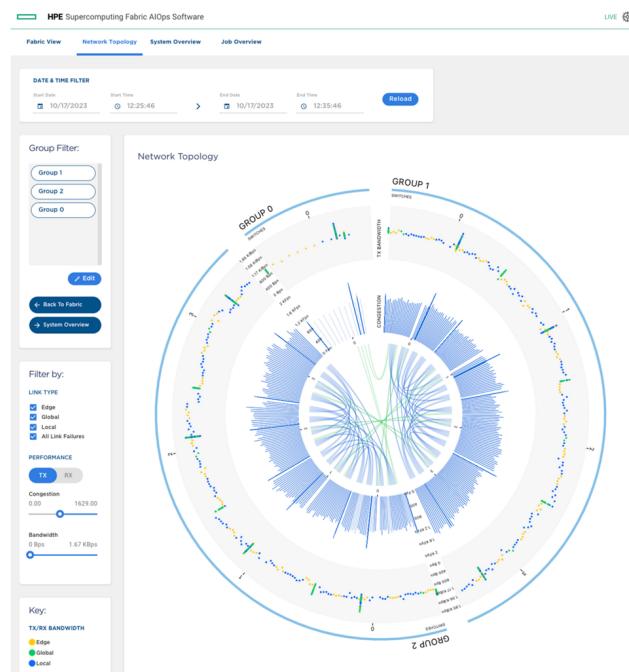 HPE Supercomputing Fabric AIOps Software
LIVE
Fabric View
Network Topology
System Overview
Job Overview
DATE & TIME FILTER
Start Date
Start Time
End Date
End Time
10/17/2023
12:25:46
10/17/2023
12:35:46
Reload
Group Filter:
Group 1
Group 2
Group 0
Edit
Back To Fabric
System Overview
Filter by:
LINK TYPE
Edge
Global
Local
All Link Failures
PERFORMANCE
TX
RX
Congestion
0.00
1629.00
Bandwidth
0 Bps
1.67 KBps
Key:
TX/RX BANDWIDTH
Edge
Global
Local
Network Topology
GROUP 0
SWITCHES
GROUP 1
SWITCHES
TX BANDWIDTH
CONGESTION
GROUP 2
SWITCHES